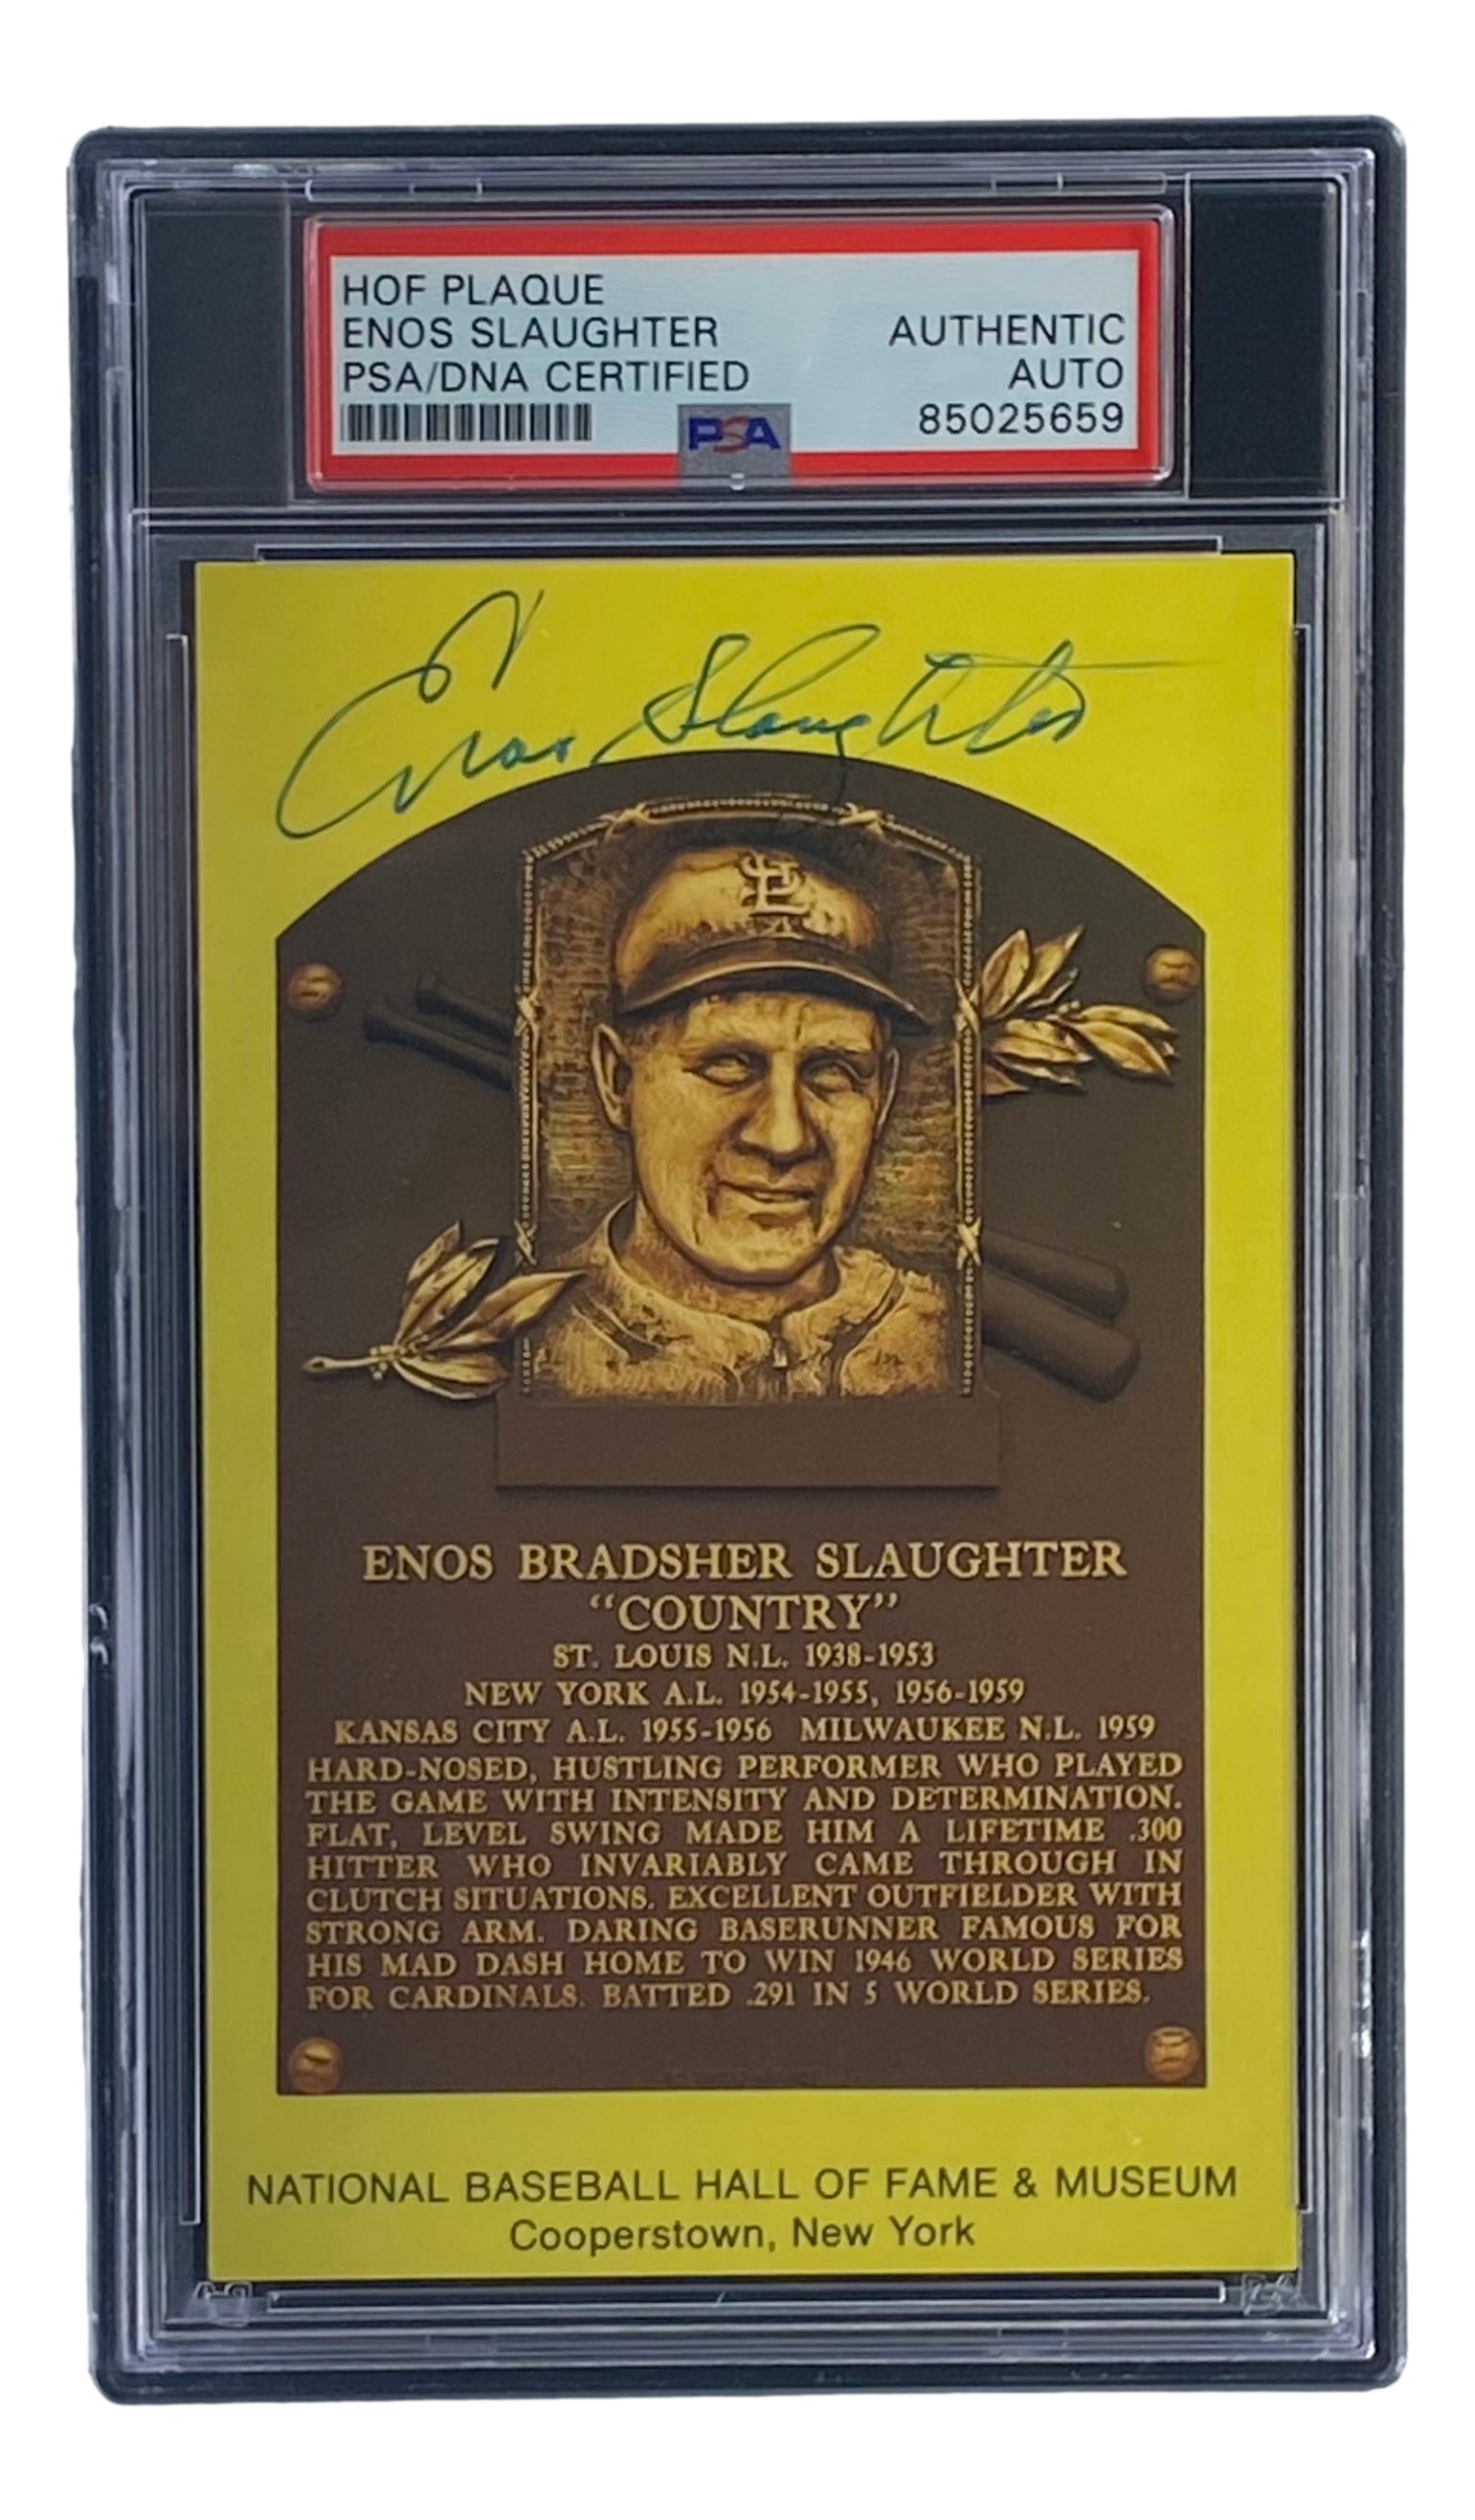 HOF PLAQUE
ENOS SLAUGHTER
PSA/DNA CERTIFIED
AUTHENTIC
AUTO
85025659
PSA
Enos Slaughter
STL
ENOS BRADSHER SLAUGHTER
“COUNTRY”
ST. LOUIS N.L. 1938-1953
NEW YORK A.L. 1954-1955, 1956-1959
KANSAS CITY A.L. 1955-1956 MILWAUKEE N.L. 1959
HARD-NOSED, HUSTLING PERFORMER WHO PLAYED
THE GAME WITH INTENSITY AND DETERMINATION.
FLAT, LEVEL SWING MADE HIM A LIFETIME .300
HITTER WHO INVARIABLY CAME THROUGH IN
CLUTCH SITUATIONS. EXCELLENT OUTFIELDER WITH
STRONG ARM. DARING BASERUNNER FAMOUS FOR
HIS MAD DASH HOME TO WIN 1946 WORLD SERIES
FOR CARDINALS. BATTED .291 IN 5 WORLD SERIES.
NATIONAL BASEBALL HALL OF FAME & MUSEUM
Cooperstown, New York